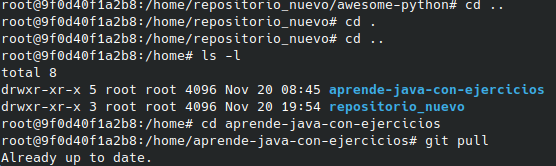 root@9f0d40f1a2b8:/home/repositorio_nuevo/awesome-python# cd ..
root@9f0d40f1a2b8:/home/repositorio_nuevo# cd .
root@9f0d40f1a2b8:/home/repositorio_nuevo# cd ..
root@9f0d40f1a2b8:/home# ls -l
total 8
drwxr-xr-x 5 root root 4096 Nov 20 08:45 aprende-java-con-ejercicios
drwxr-xr-x 3 root root 4096 Nov 20 19:54 repositorio_nuevo
root@9f0d40f1a2b8:/home# cd aprende-java-con-ejercicios
root@9f0d40f1a2b8:/home/aprende-java-con-ejercicios# git pull
Already up to date.